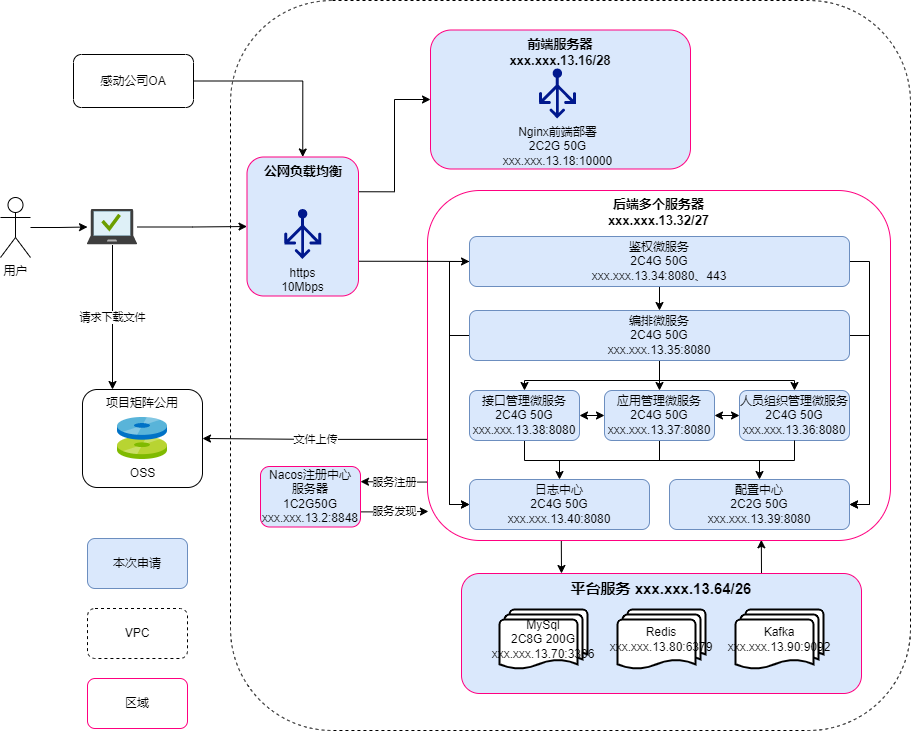 感动公司OA
前端服务器
xxx.xxx.13.16/28
Nginx前端部署
2C2G 50G
xxx.xxx.13.18:10000
公网负载均衡
https
10Mbps
用户
请求下载文件
项目矩阵公用
OSS
文件上传
后端多个服务器
xxx.xxx.13.32/27
鉴权微服务
2C4G 50G
xxx.xxx.13.34:8080、443
编排微服务
2C4G 50G
xxx.xxx.13.35:8080
接口管理微服务
2C4G 50G
xxx.xxx.13.38:8080
应用管理微服务
2C4G 50G
xxx.xxx.13.37:8080
人员组织管理微服务
2C4G 50G
xxx.xxx.13.36:8080
日志中心
2C4G 50G
xxx.xxx.13.40:8080
配置中心
2C2G 50G
xxx.xxx.13.39:8080
Nacos注册中心
服务器
1C2G50G
xxx.xxx.13.2:8848
服务注册
服务发现
平台服务 xxx.xxx.13.64/26
MySql
2C8G 200G
xxx.xxx.13.70:3306
Redis
xxx.xxx.13.80:6379
Kafka
xxx.xxx.13.90:9092
本次申请
VPC
区域